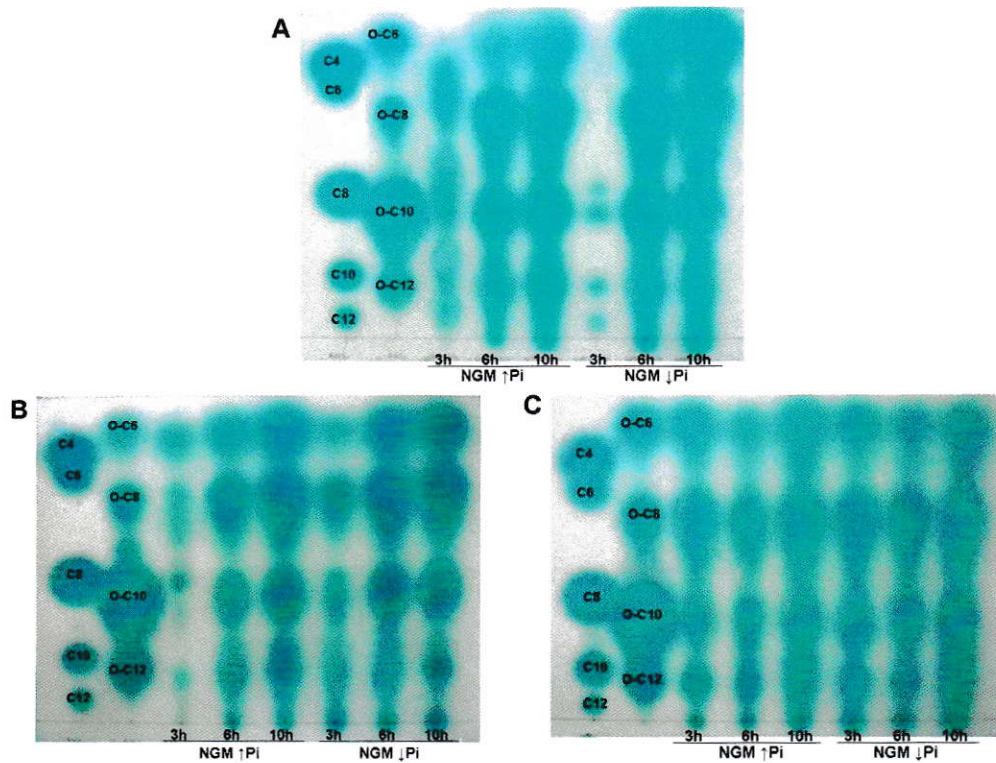 A
O-C6
C4
C6
O-C8
C8
O-C10
C10
O-C12
C12
3h 6h 10h 3h 6h 10h
NGM ↑Pi NGM ↓Pi
B
O-C6
C4
C6
O-C8
C8
O-C10
C10
O-C12
C12
3h 6h 10h 3h 6h 10h
NGM ↑Pi NGM ↓Pi
C
O-C6
C4
C6
O-C8
C8
O-C10
C10
O-C12
C12
3h 6h 10h 3h 6h 10h
NGM ↑Pi NGM ↓Pi